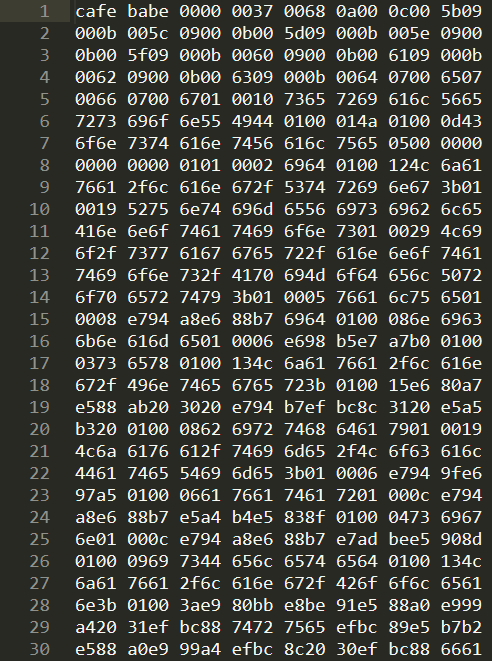 1 cafe babe 0000 0037 0068 0a00 0c00 5b09
2 000b 005c 0900 0b00 5d09 000b 005e 0900
3 0b00 5f09 000b 0060 0900 0b00 6109 000b
4 0062 0900 0b00 6309 000b 0064 0700 6507
5 0066 0700 6701 0010 7365 7269 616c 5665
6 7273 696f 6e55 4944 0100 014a 0100 0d43
7 6f6e 7374 616e 7456 616c 7565 0500 0000
8 0000 0000 0101 0002 6964 0100 124c 6a61
9 7661 2f6c 616e 672f 5374 7269 6e67 3b01
10 0019 5275 6e74 696d 6556 6973 6962 6c65
11 416e 6e6f 7461 7469 6f6e 7301 0029 4c69
12 6f2f 7377 6167 6765 722f 616e 6e6f 7461
13 7469 6f6e 732f 4170 694d 6f64 656c 5072
14 6f70 6572 7479 3b01 0005 7661 6c75 6501
15 0008 e794 a8e6 88b7 6964 0100 086e 6963
16 6b6e 616d 6501 0006 e698 b5e7 a7b0 0100
17 0373 6578 0100 134c 6a61 7661 2f6c 616e
18 672f 496e 7465 6765 723b 0100 15e6 80a7
19 e588 ab20 3020 e794 b7ef bc8c 3120 e5a5
20 b320 0100 0862 6972 7468 6461 7901 0019
21 4c6a 6176 612f 7469 6d65 2f4c 6f63 616c
22 4461 7465 5469 6d65 3b01 0006 e794 9fe6
23 97a5 0100 0661 7661 7461 7201 000c e794
24 a8e6 88b7 e5a4 b4e5 838f 0100 0473 6967
25 6e01 000c e794 a8e6 88b7 e7ad bee5 908d
26 0100 0969 7344 656c 6574 6564 0100 134c
27 6a61 7661 2f6c 616e 672f 426f 6f6c 6561
28 6e3b 0100 3ae9 80bb e8be 91e5 88a0 e999
29 a420 31ef bc88 7472 7565 efbc 89e5 b7b2
30 e588 a0e9 99a4 efbc 8c20 30ef bc88 6661